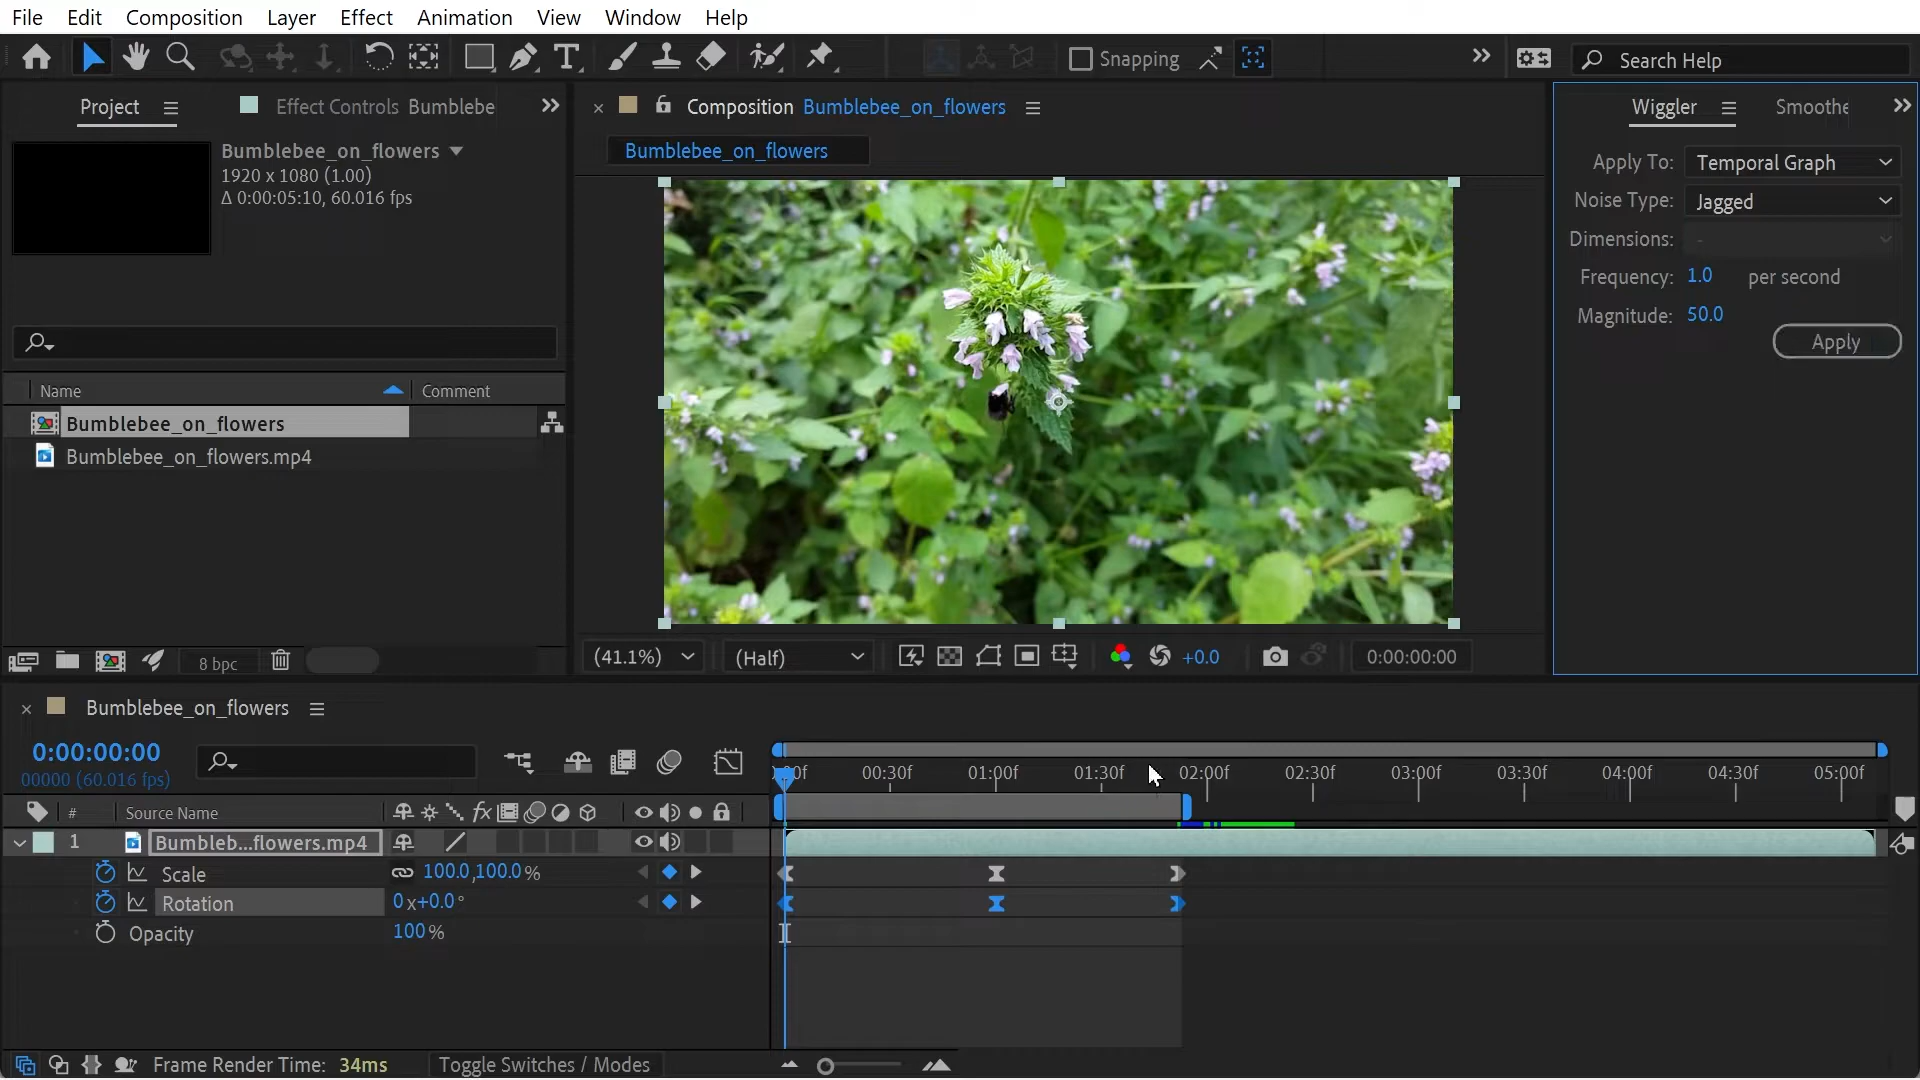 File Edit Composition Layer Effect Animation View Window Help
Snapping
Search Help
Project
Effect Controls Bumblebe
Composition Bumblebee_on_flowers
Wiggler
Smoothe
Bumblebee_on_flowers
1920 x 1080 (1.00)
Δ 0:00:05:10, 60.016 fps
Bumblebee_on_flowers
Apply To: Temporal Graph
Noise Type: Jagged
Dimensions: -
Frequency: 1.0 per second
Magnitude: 50.0
Apply
Name Comment
Bumblebee_on_flowers
Bumblebee_on_flowers.mp4
8 bpc
(41.1%)
(Half)
+0.0
0:00:00:00
Bumblebee_on_flowers
0:00:00:00
00000 (60.016 fps)
00f 00:30f 01:00f 01:30f 02:00f 02:30f 03:00f 03:30f 04:00f 04:30f 05:00f
# Source Name
1 Bumbleb...flowers.mp4
Scale 100.0,100.0 %
Rotation 0x+0.0°
Opacity 100%
Frame Render Time: 34ms
Toggle Switches / Modes